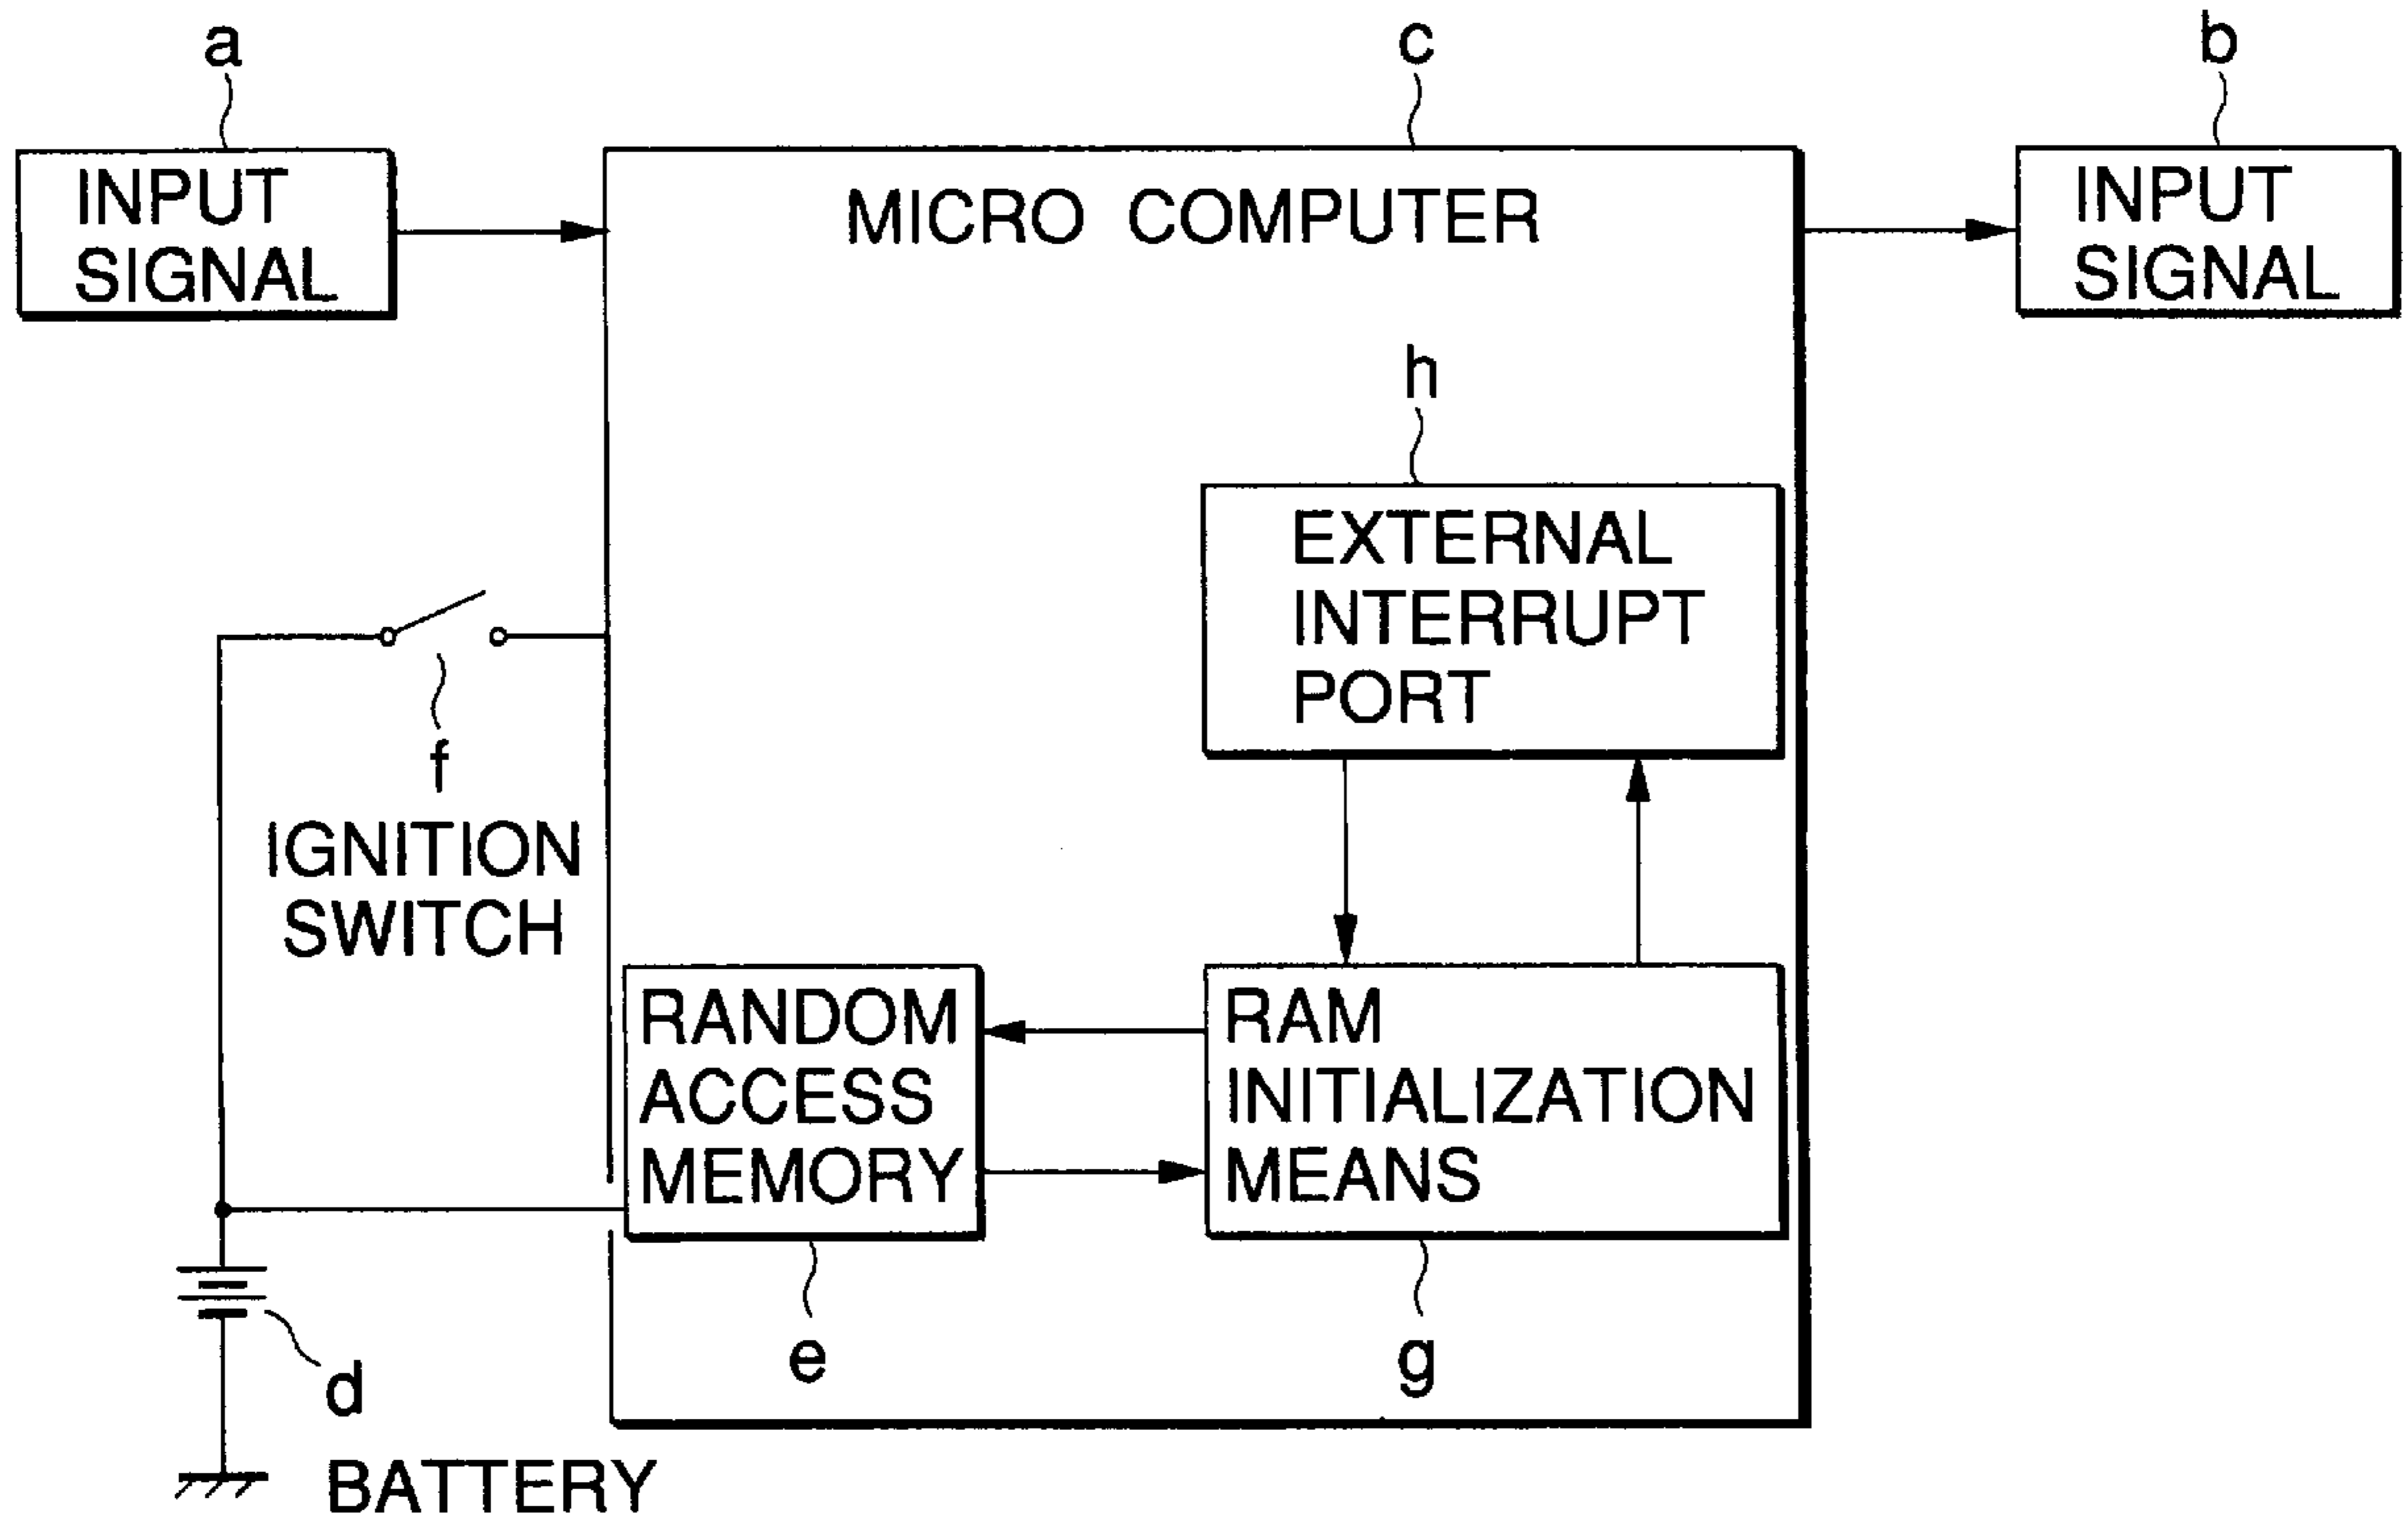 a
c
b
INPUT
SIGNAL
MICRO COMPUTER
INPUT
SIGNAL
h
EXTERNAL
INTERRUPT
PORT
f
IGNITION
SWITCH
RANDOM
ACCESS
MEMORY
RAM
INITIALIZATION
MEANS
e
g
d
BATTERY